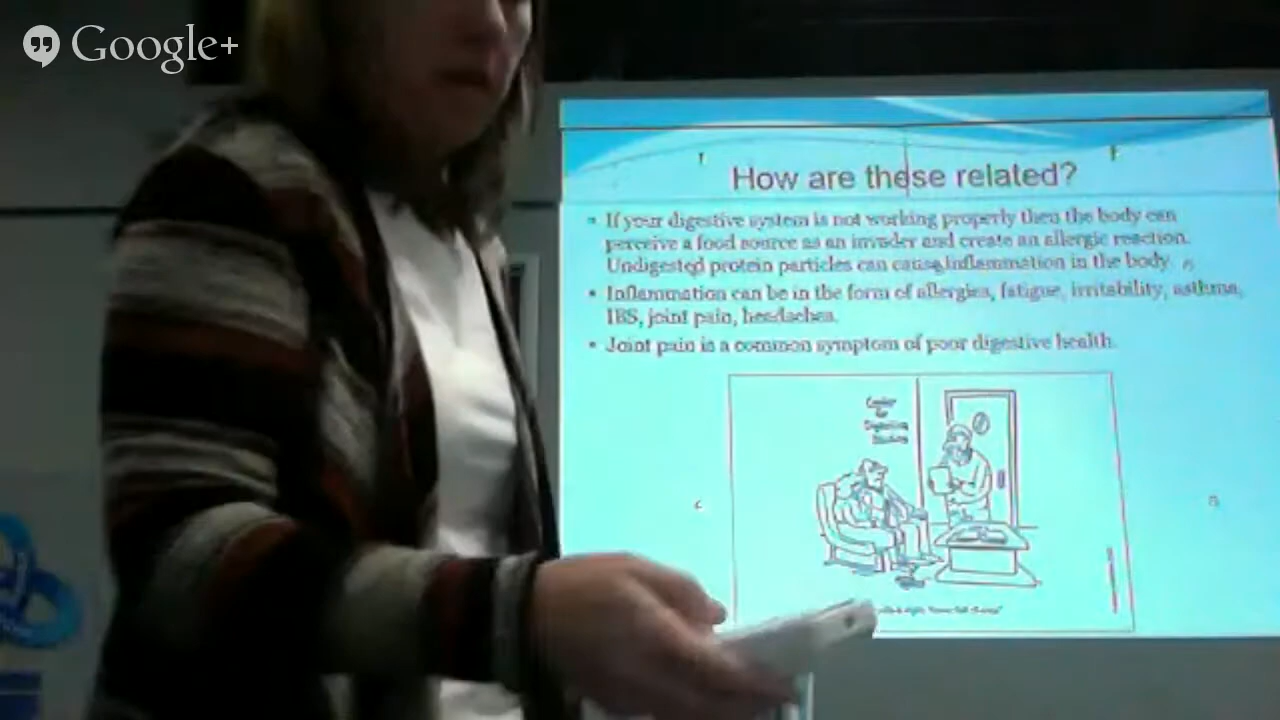 Google+
How are these related?
If your digestive system is not working properly then the body can
perceive a food source as an invader and create an allergic reaction.
Undigested protein particles can cause inflammation in the body
Inflammation can be in the form of allergies, fatigue, irritability, asthma,
IBS, joint pain, headaches.
Joint pain is a common symptom of poor digestive health.
Center
for
Digestive